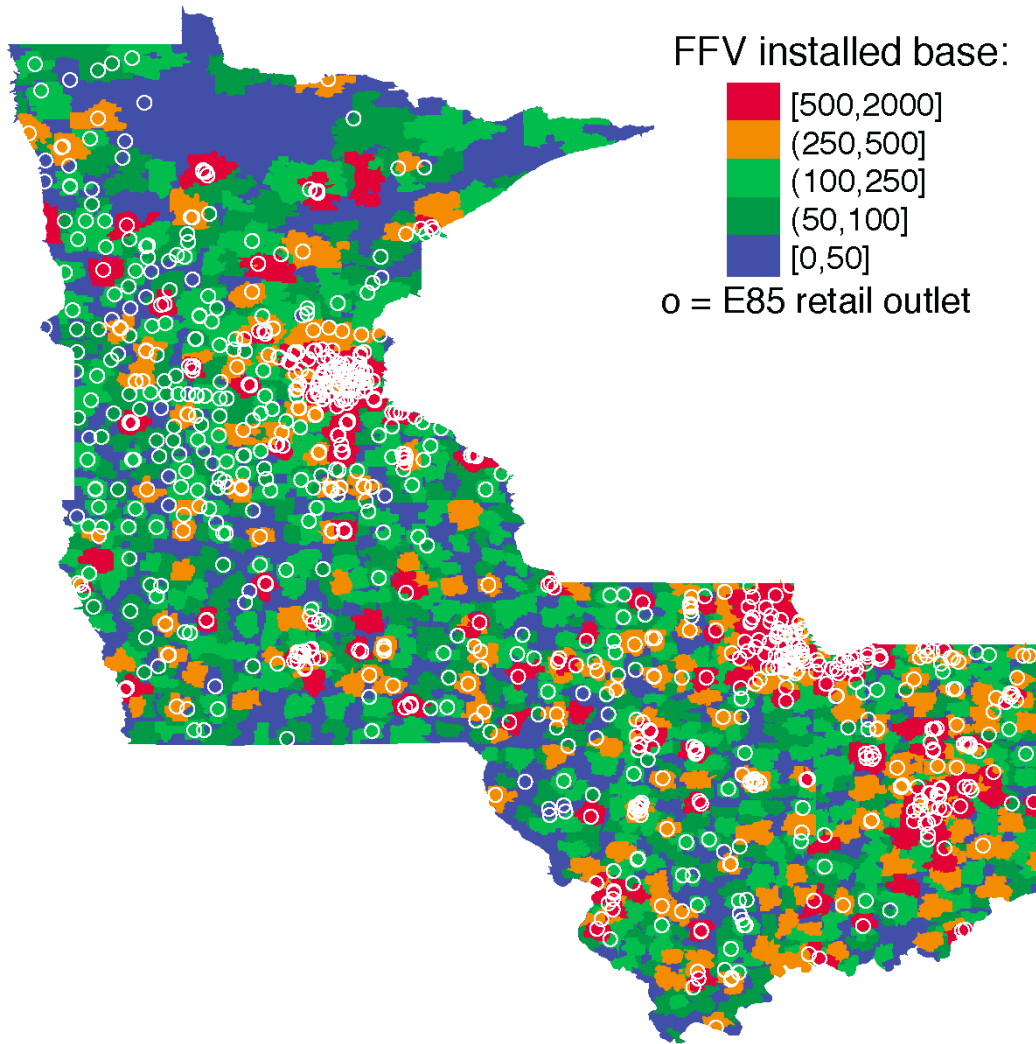 FFV installed base:
[500,2000]
(250,500]
(100,250]
(50,100]
[0,50]
o = E85 retail outlet